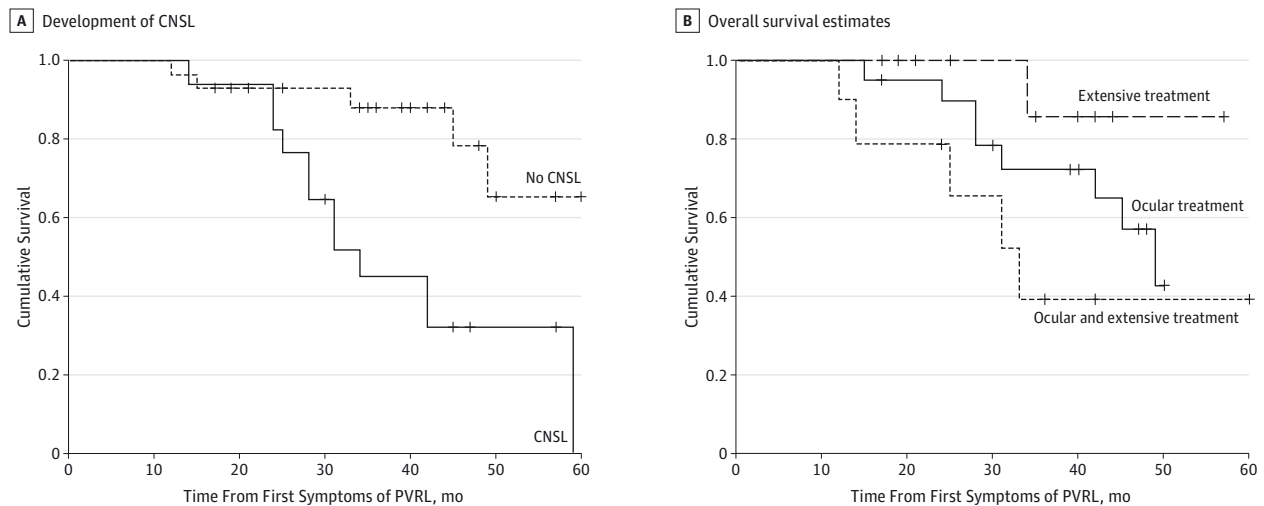 A Development of CNSL
1.0
0.8
0.6
0.4
0.2
0
Cumulative Survival
No CNSL
CNSL
0 10 20 30 40 50 60
Time From First Symptoms of PVRL, mo
B Overall survival estimates
1.0
0.8
0.6
0.4
0.2
0
Cumulative Survival
Extensive treatment
Ocular treatment
Ocular and extensive treatment
0 10 20 30 40 50 60
Time From First Symptoms of PVRL, mo